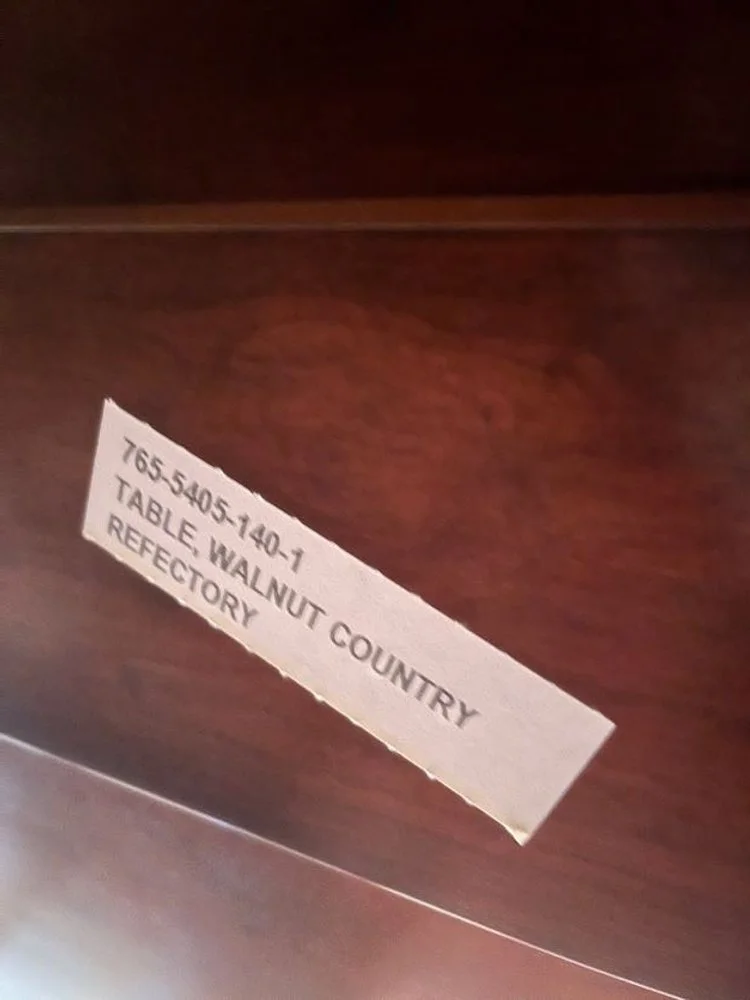 765-5405-140-1
TABLE, WALNUT COUNTRY
REFECTORY